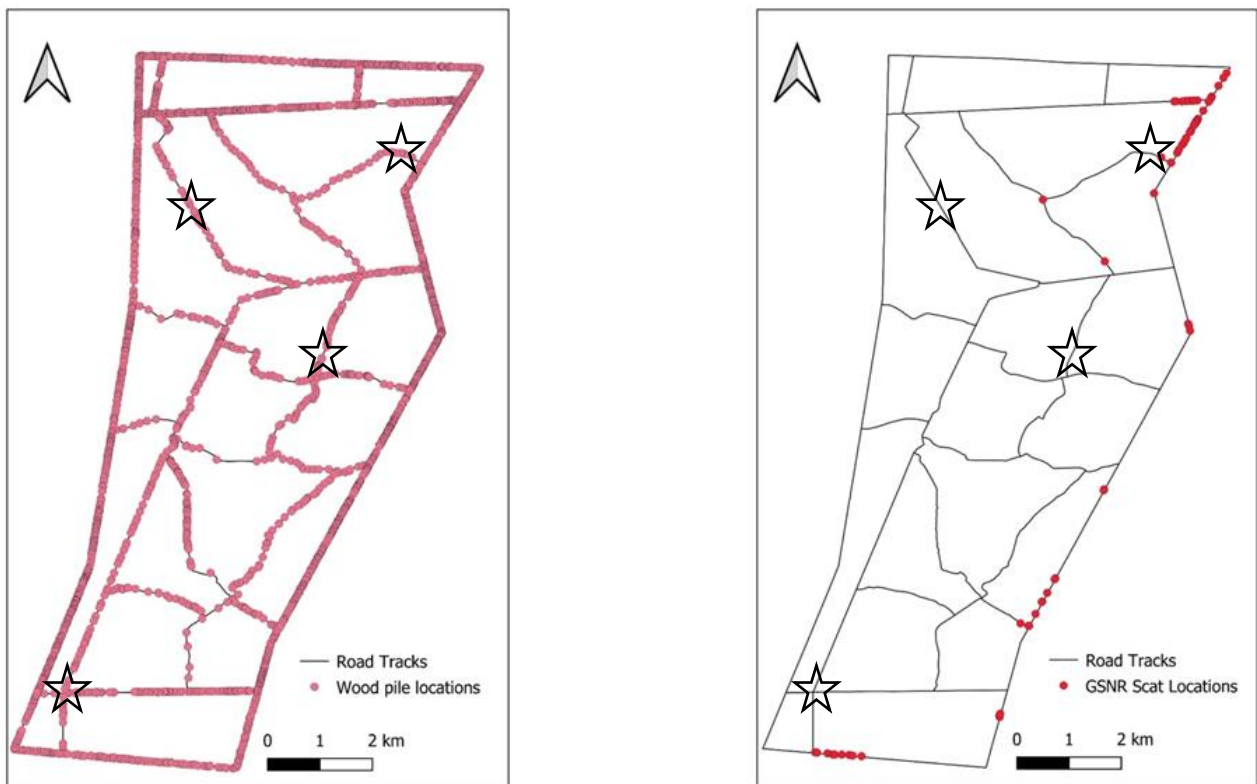 Road Tracks
Wood pile locations
0 1 2 km
Road Tracks
GSNR Scat Locations
0 1 2 km